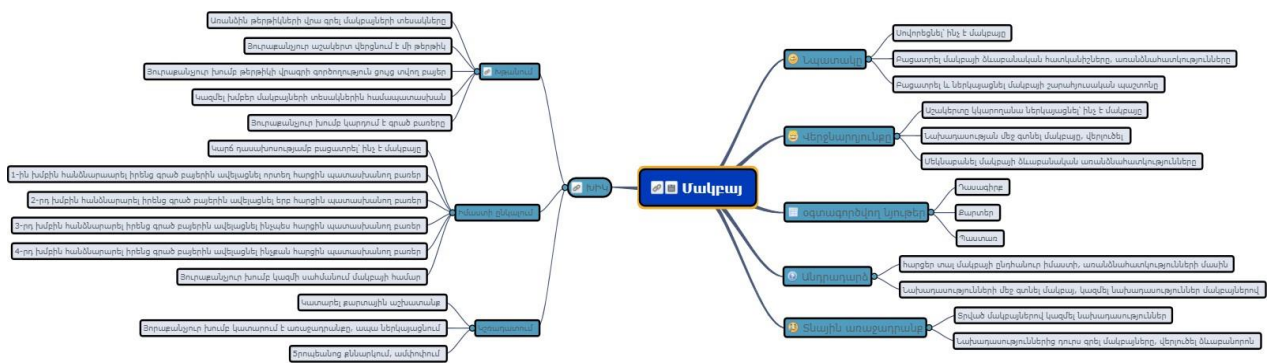 Մակբայ
Նպատակը
Սովորեցնել՝ ինչ է մակբայը
Բացատրել մակբայի ձևաբանական հատկանիշները, առանձնահատկությունները
Բացատրել և ներկայացնել մակբայի շարահյուսական պաշտոնը
Վերջնարդյունքը
Աշակերտը կկարողանա ներկայացնել՝ ինչ է մակբայը
Նախադասության մեջ գտնել մակբայը, վերլուծել
Մեկնաբանել մակբայի ձևաբանական առանձնահատկությունները
օգտագործվող նյութեր
Դասագիրք
Քարտեր
Պաստառ
Անդրադարձ
հարցեր տալ մակբայի ընդհանուր իմաստի, առանձնահատկությունների մասին
Նախադասությունների մեջ գտնել մակբայ, կազմել նախադասություններ մակբայներով
Տնային առաջադրանք
Տրված մակբայներով կազմել նախադասություններ
Նախադասություններից դուրս գրել մակբայները, վերլուծել ձևաբանորեն
ԽԻԿ
Խթանում
Առանձին թերթիկների վրա գրել մակբայների տեսակները
Յուրաքանչյուր աշակերտ վերցնում է մի թերթիկ
Յուրաքանչյուր խումբ թերթիկի վրագրի գործողություն ցույց տվող բայեր
Կազմել խմբեր մակբայների տեսակներին համապատասխան
Յուրաքանչյուր խումբ կարդում է գրած բառերը
Իմաստի ընկալում
Կարճ դասախոսությամբ բացատրել՝ ինչ է մակբայը
1-ին խմբին հանձնարարել իրենց գրած բայերին ավելացնել որտեղ հարցին պատասխանող բառեր
2-րդ խմբին հանձնարարել իրենց գրած բայերին ավելացնել երբ հարցին պատասխանող բառեր
3-րդ խմբին հանձնարարել իրենց գրած բայերին ավելացնել ինչպես հարցին պատասխանող բառեր
4-րդ խմբին հանձնարարել իրենց գրած բայերին ավելացնել ինչքան հարցին պատասխանող բառեր
Յուրաքանչյուր խումբ կազմի սահմանում մակբայի համար
Կշռադատում
Կատարել քարտային աշխատանք
Յորաքանչյուր խումբ կատարում է առաջադրանքը, ապա ներկայացնում
5րոպեանոց քննարկում, ամփոփում